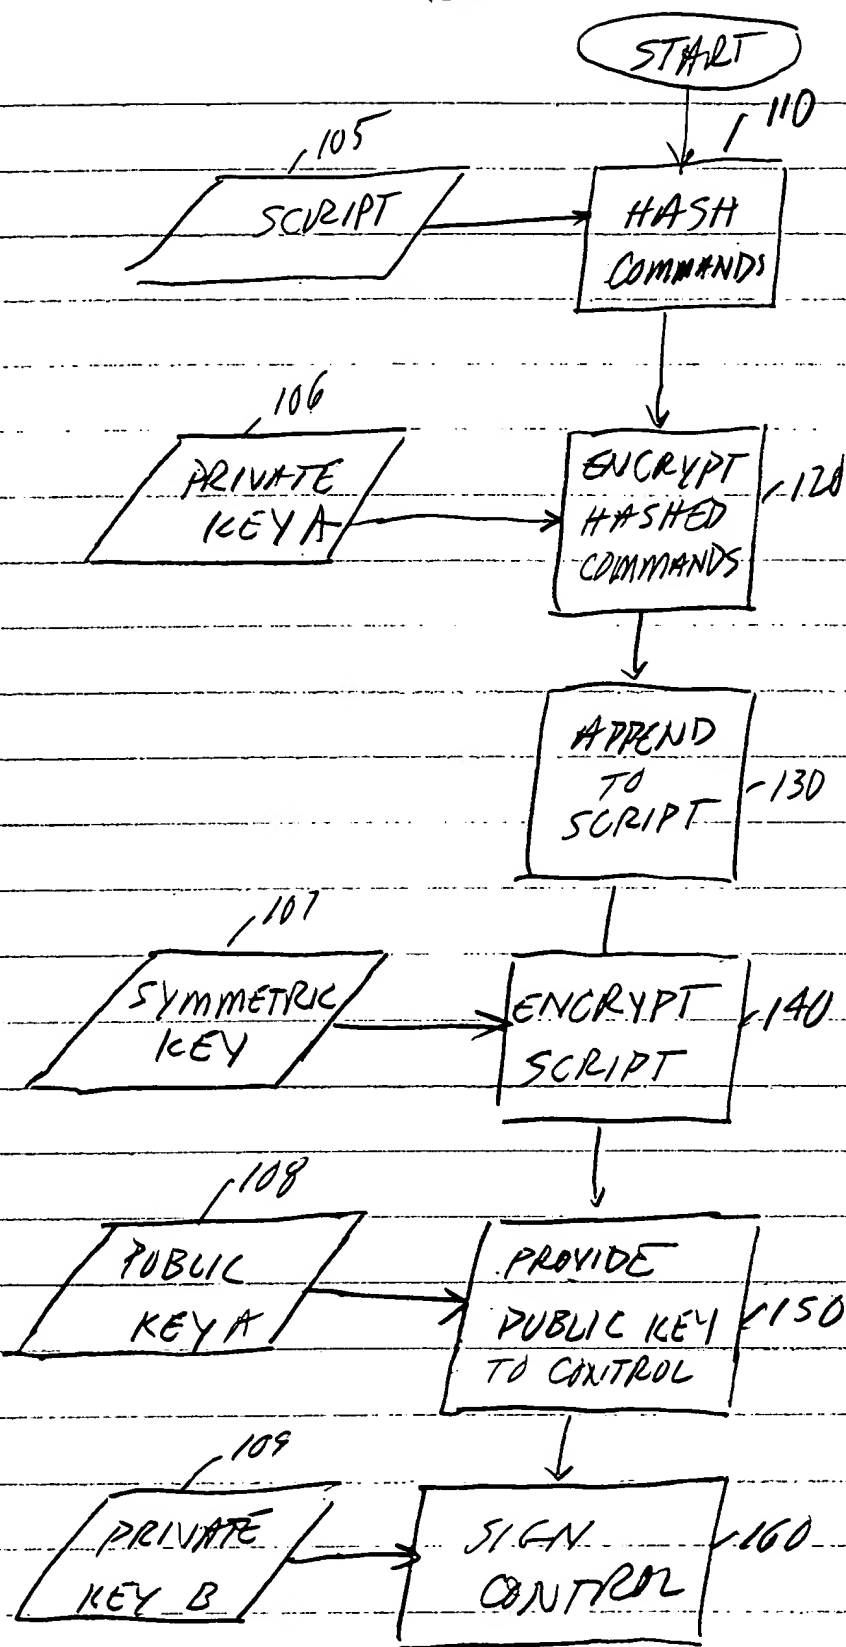 START
110
105
SCRIPT
HASH
COMMANDS
106
PRIVATE
KEY A
ENCRYPT
HASHED
COMMANDS
120
APPEND
TO
SCRIPT
130
107
SYMMETRIC
KEY
ENCRYPT
SCRIPT
140
108
PUBLIC
KEY A
PROVIDE
PUBLIC KEY
TO CONTROL
150
109
PRIVATE
KEY B
SIGN
CONTROL
160